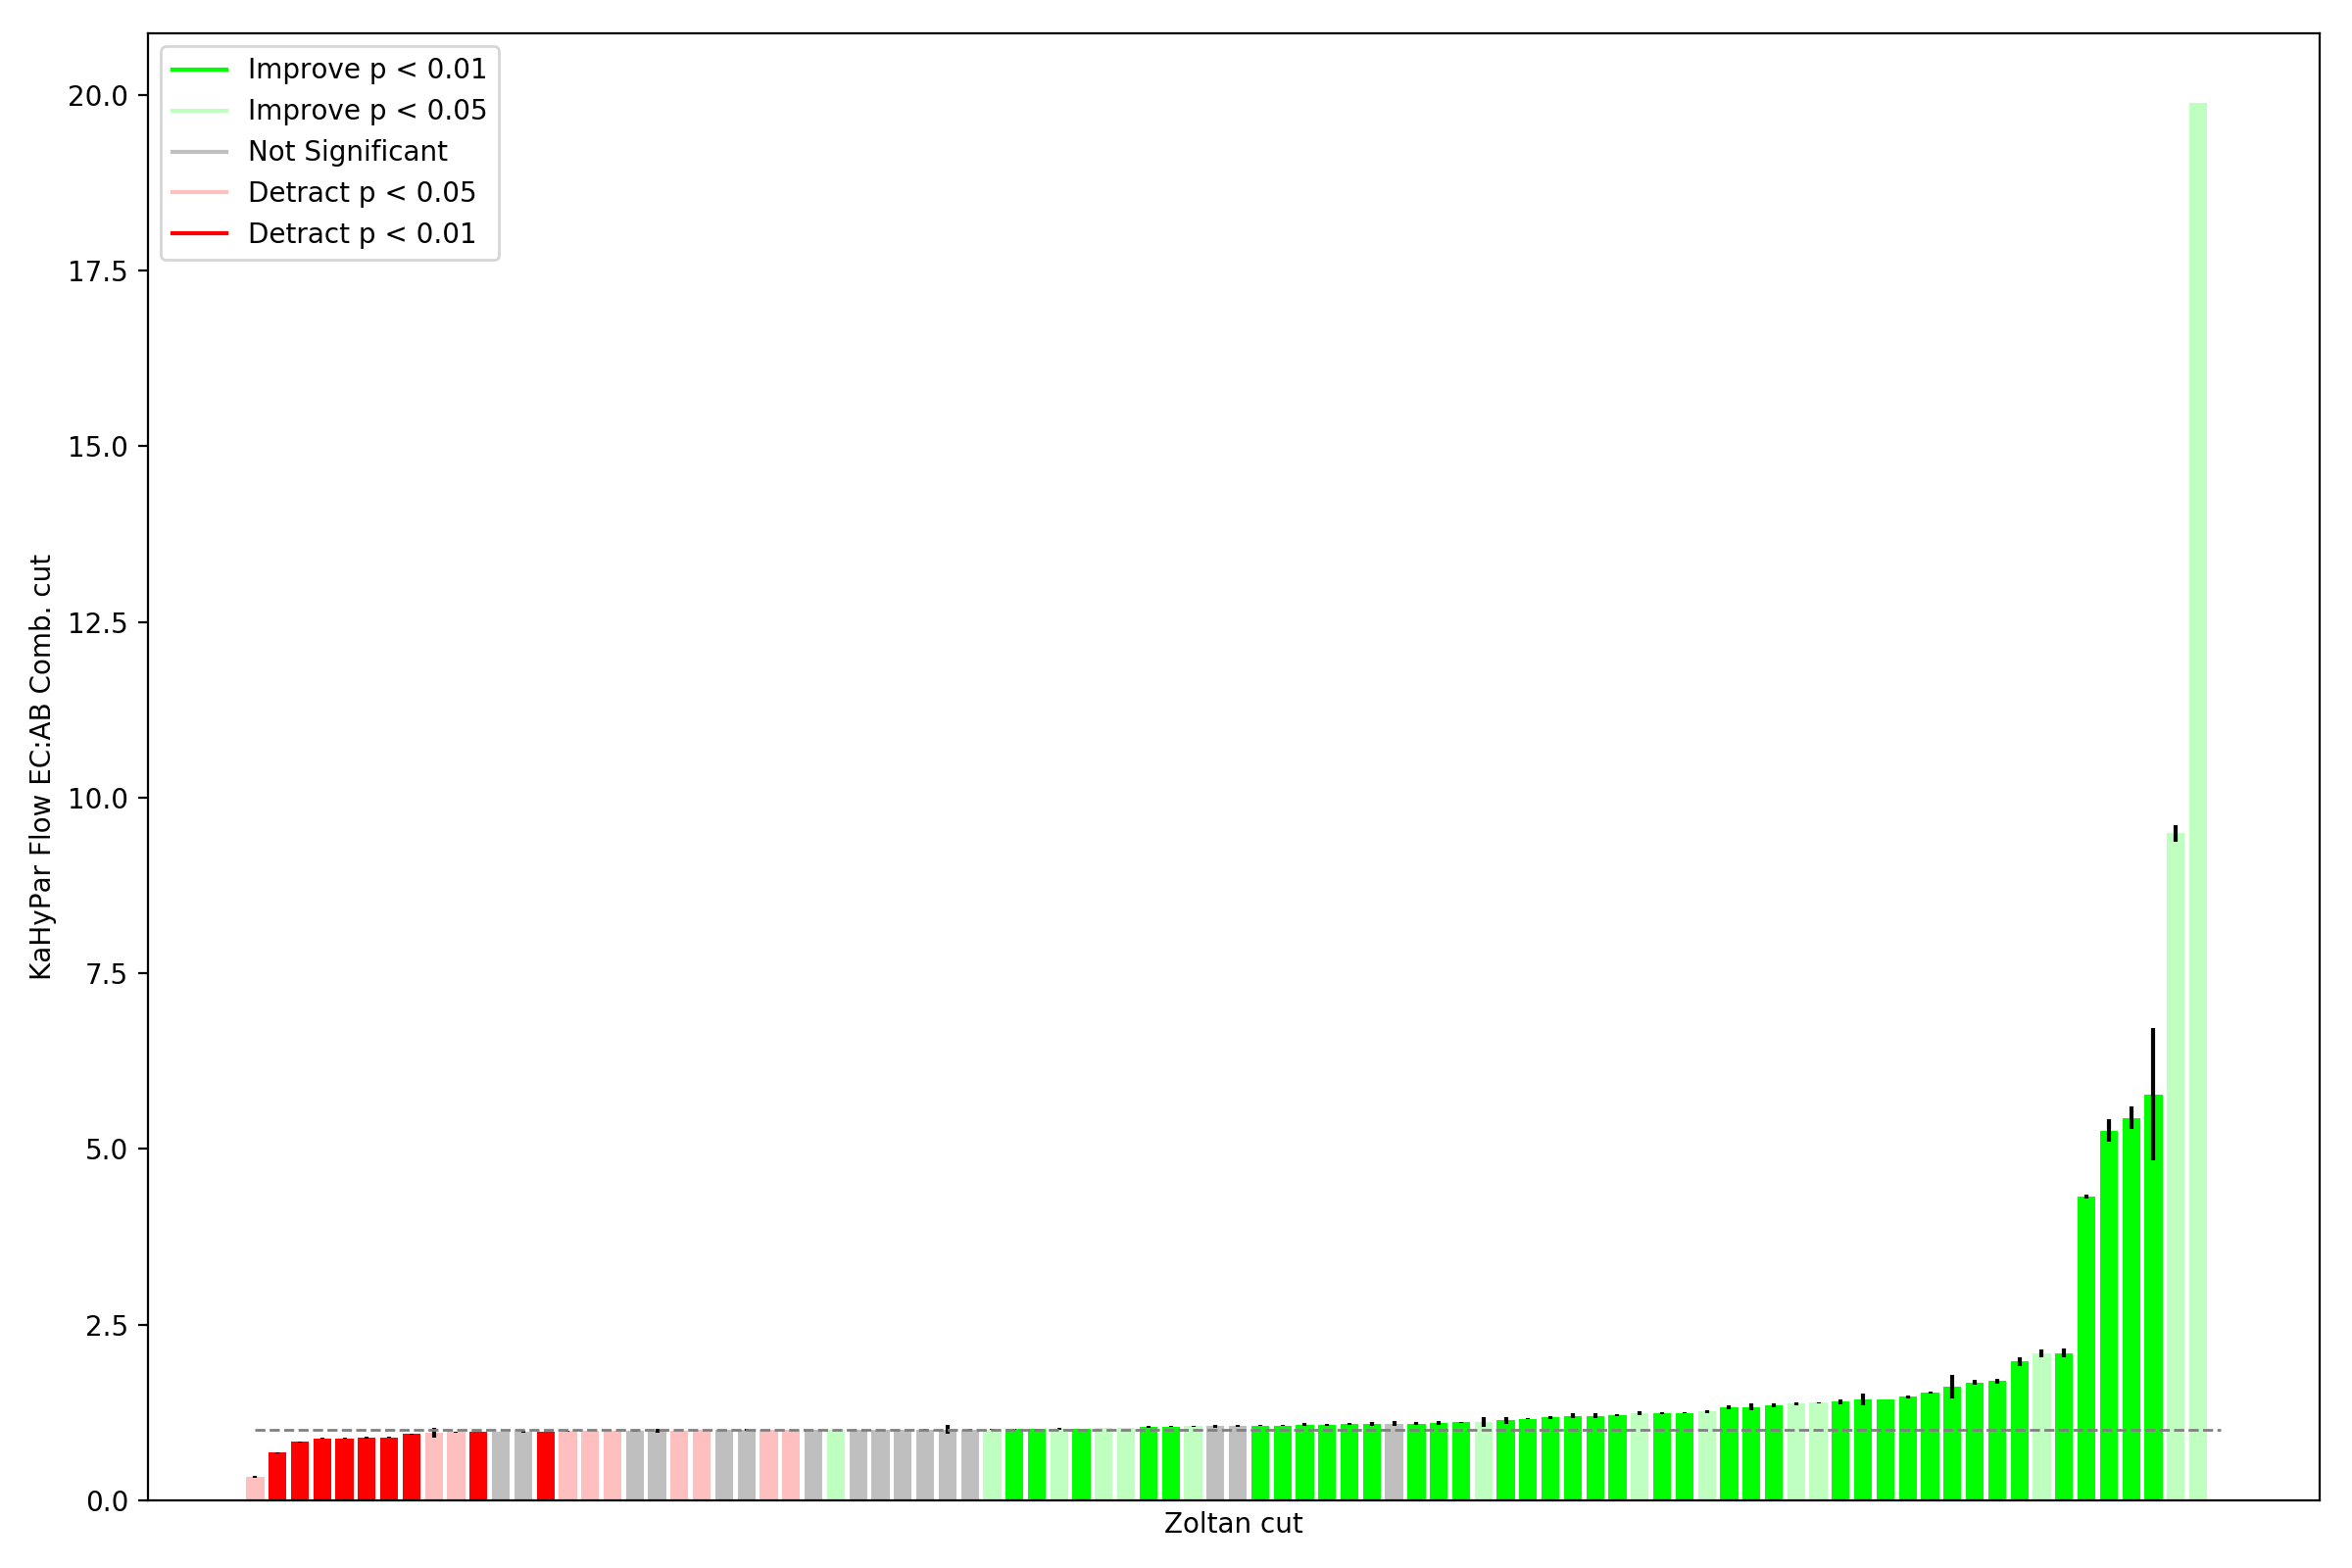 Improve p < 0.01
Improve p < 0.05
Not Significant
Detract p < 0.05
Detract p < 0.01
20.0
17.5
15.0
12.5
10.0
7.5
5.0
2.5
0.0
KaHyPar Flow EC:AB Comb. cut
Zoltan cut